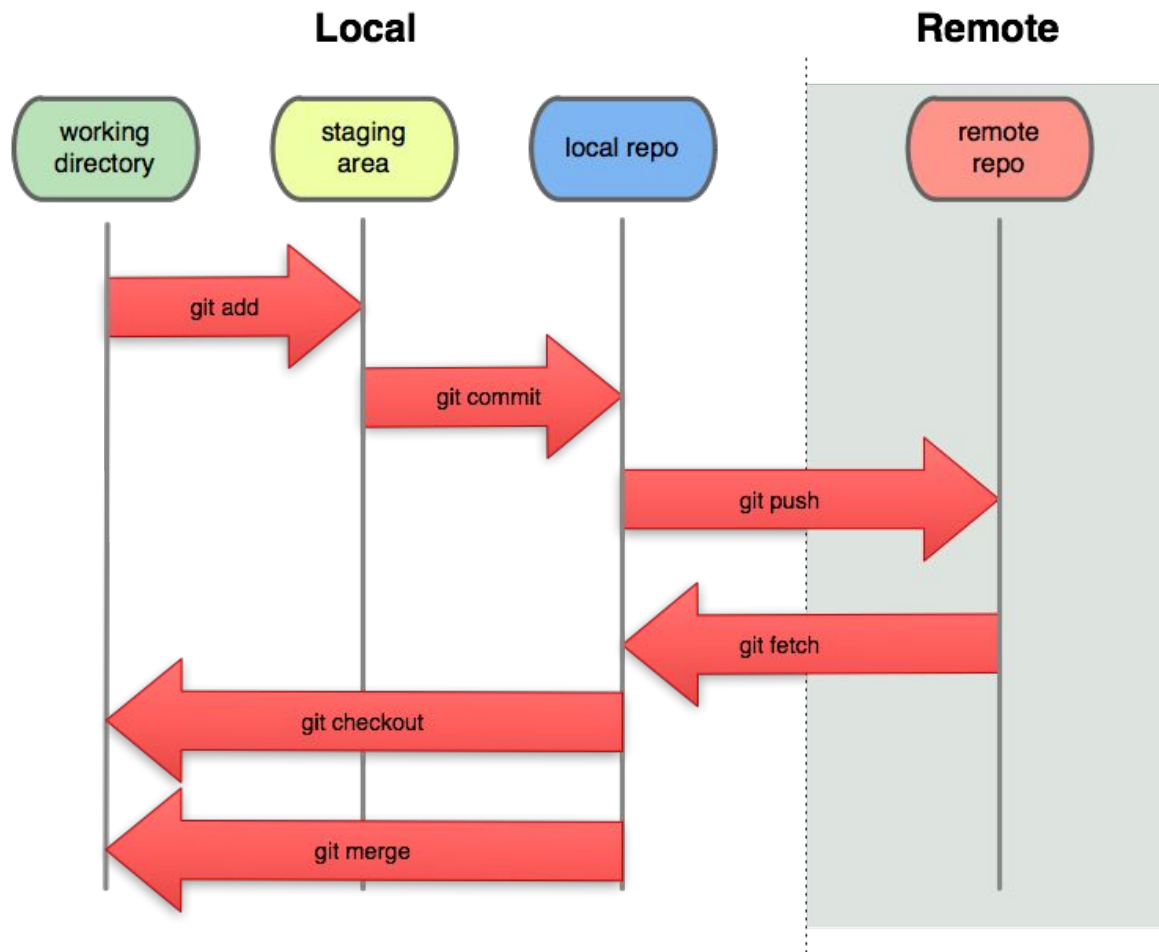 Local
Remote
working
directory
staging
area
local repo
remote
repo
git add
git commit
git push
git fetch
git checkout
git merge